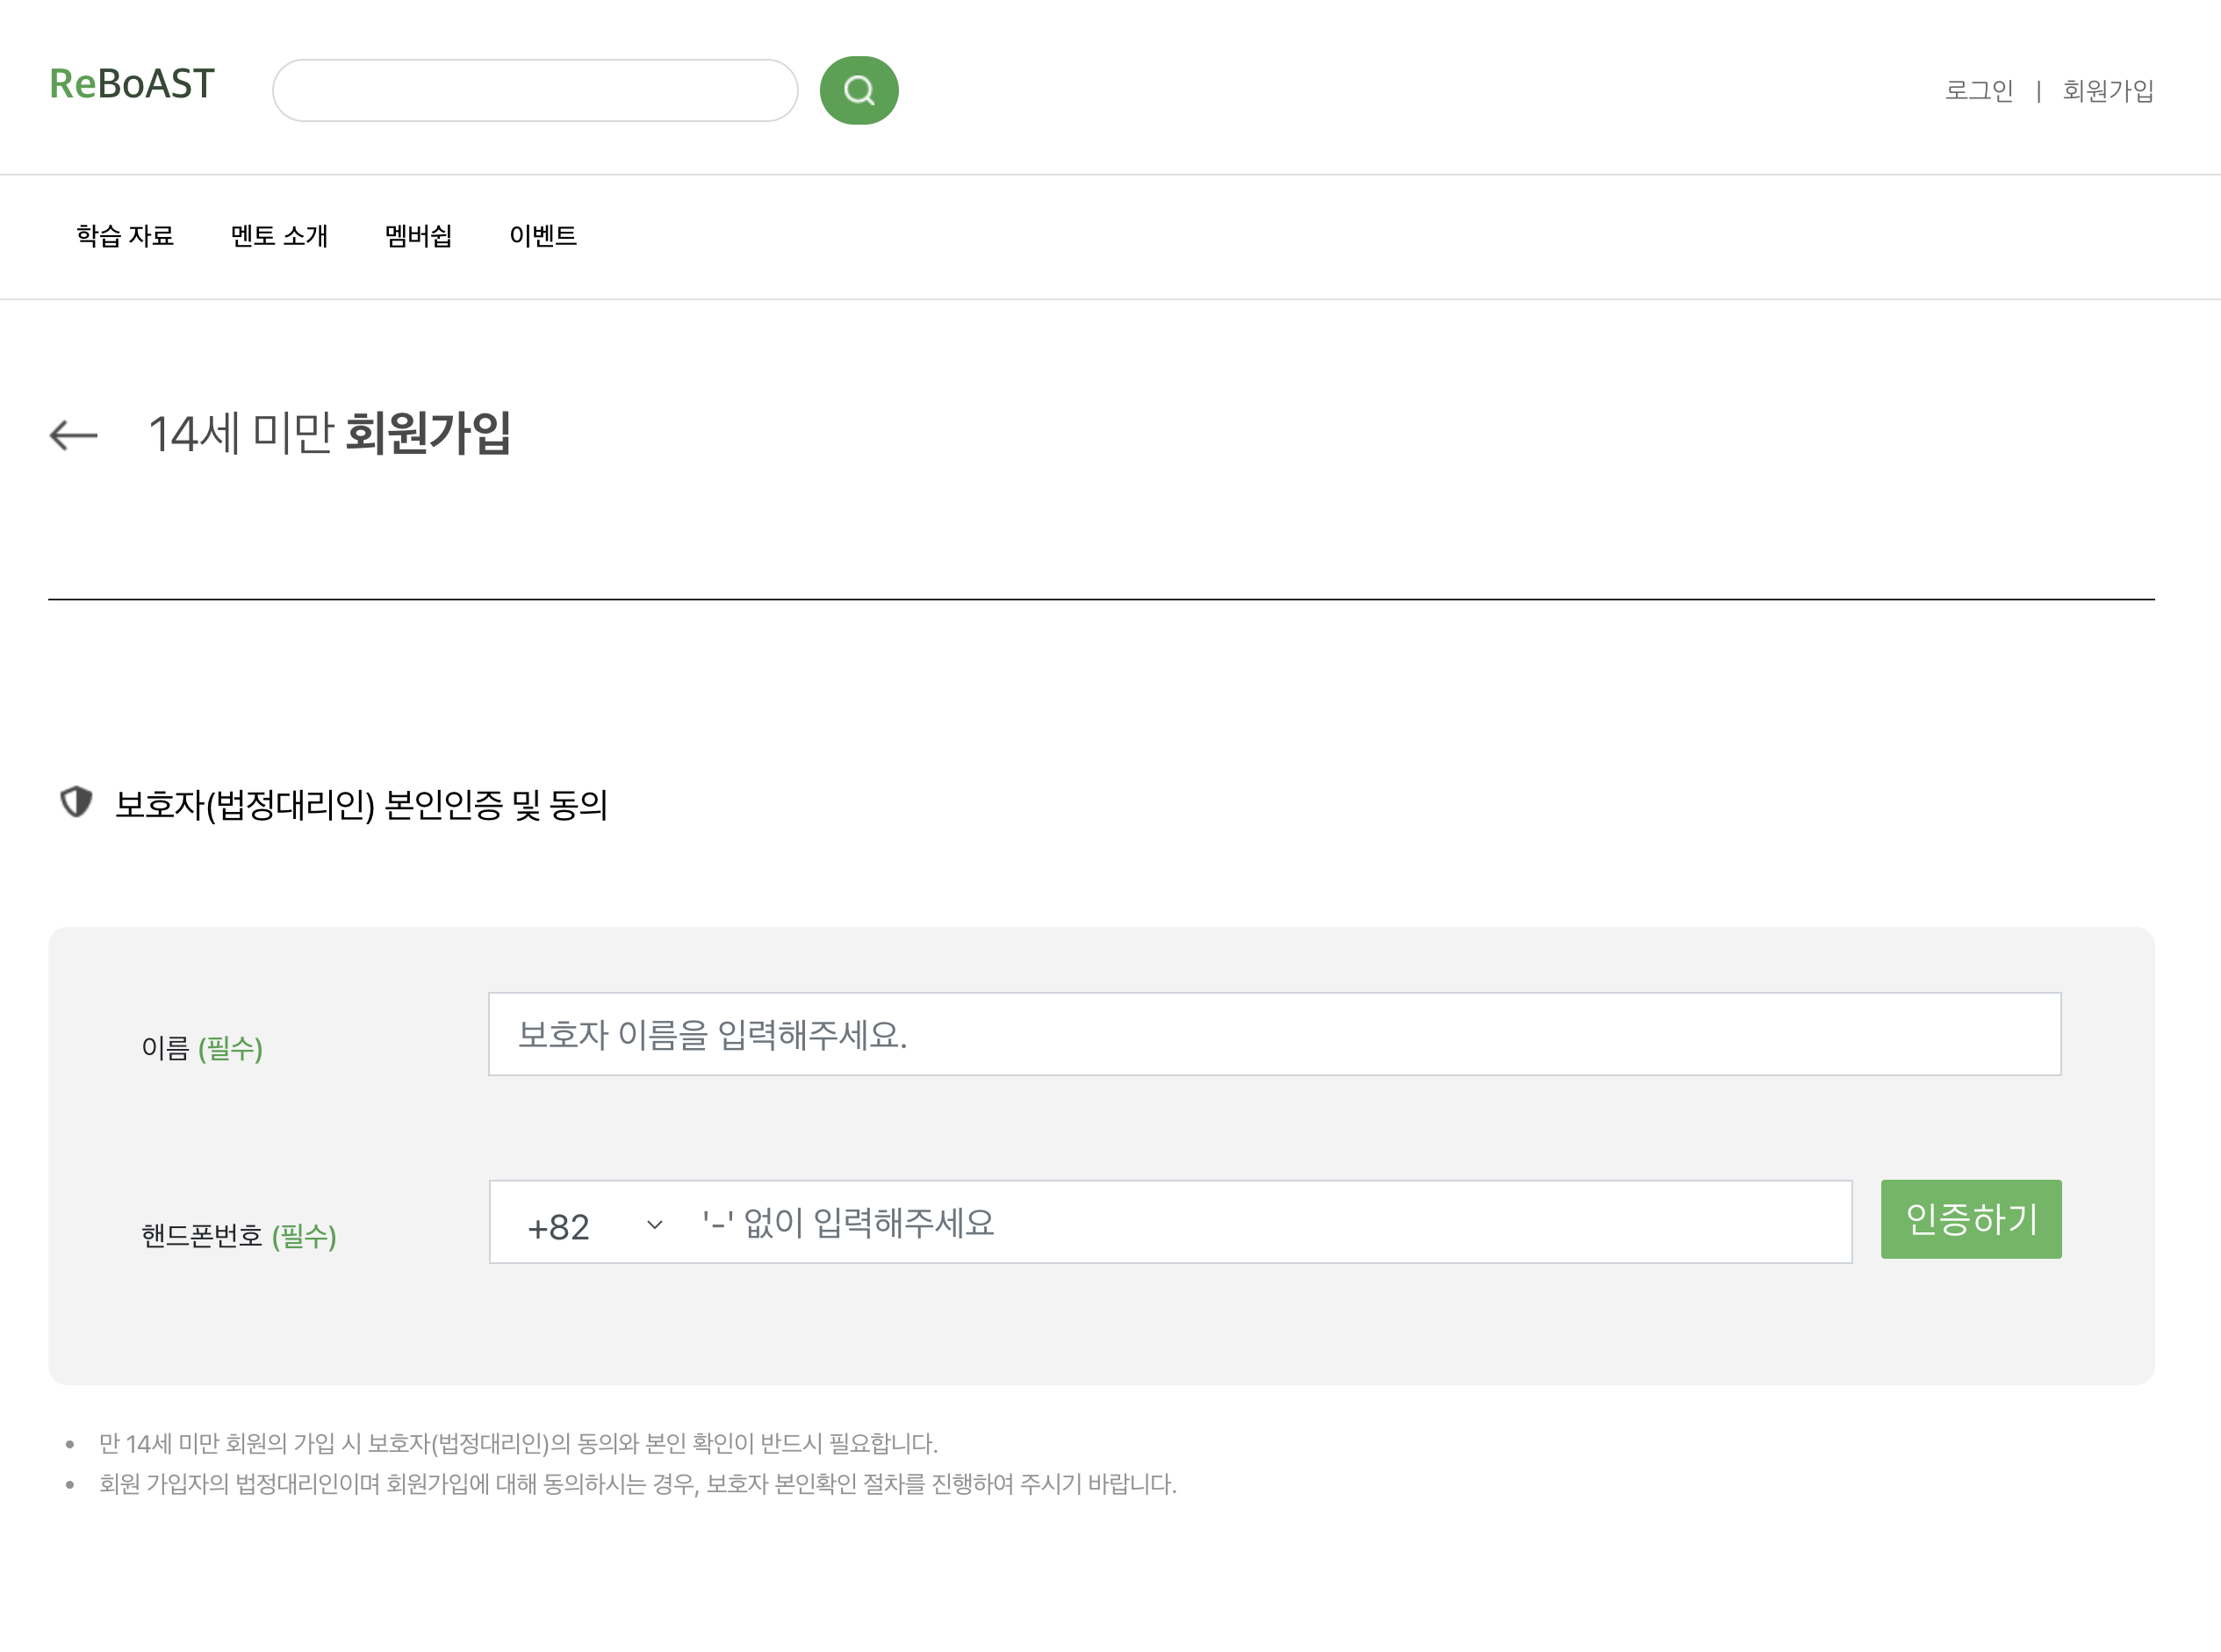 ReBoAST
로그인 | 회원가입
학습 자료 멘토 소개 멤버쉽 이벤트
14세 미만 회원가입
보호자(법정대리인) 본인인증 및 동의
이름 (필수) 보호자 이름을 입력해주세요.
핸드폰번호 (필수) +82 '-' 없이 입력해주세요 인증하기
만 14세 미만 회원의 가입 시 보호자(법정대리인)의 동의와 본인 확인이 반드시 필요합니다.
회원 가입자의 법정대리인이며 회원가입에 대해 동의하시는 경우, 보호자 본인확인 절차를 진행하여 주시기 바랍니다.